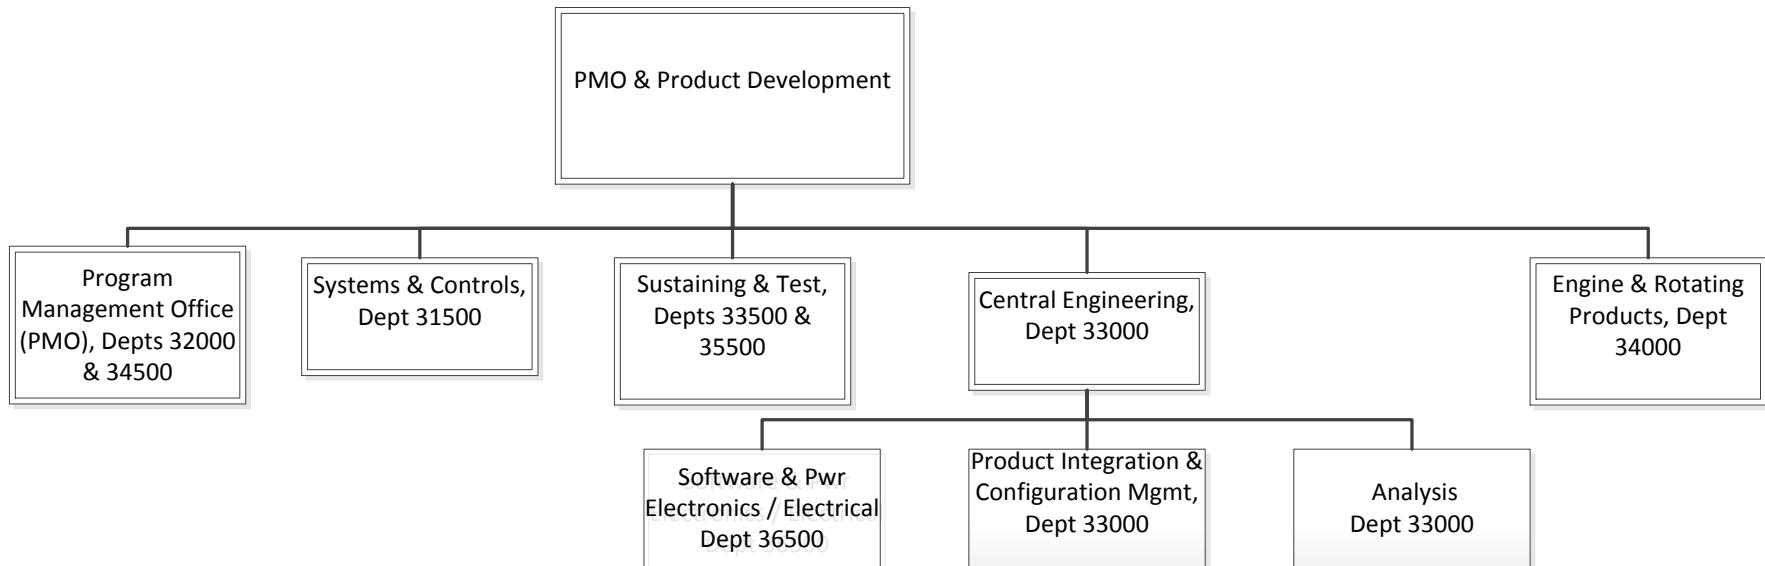 PMO & Product Development
Program
Management Office
(PMO), Depts 32000
& 34500
Systems & Controls,
Dept 31500
Sustaining & Test,
Depts 33500 &
35500
Central Engineering,
Dept 33000
Engine & Rotating
Products, Dept
34000
Software & Pwr
Electronics / Electrical
Dept 36500
Product Integration &
Configuration Mgmt,
Dept 33000
Analysis
Dept 33000